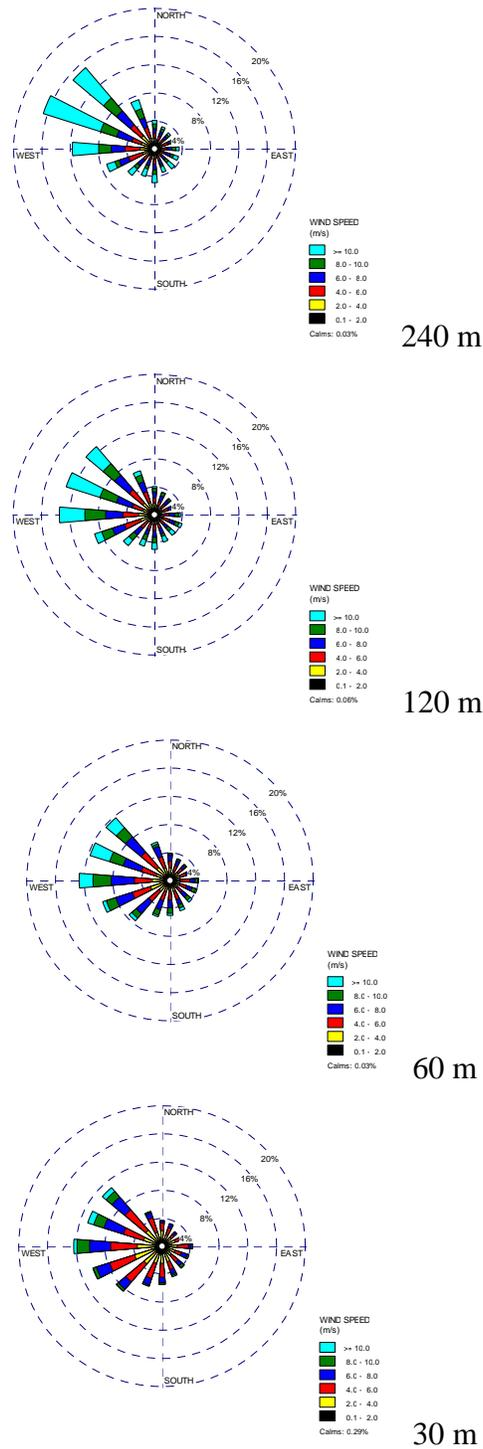 NORTH
20%
16%
12%
8%
4%
WEST
EAST
SOUTH
WIND SPEED
(m/s)
>= 10.0
8.0 - 10.0
6.0 - 8.0
4.0 - 6.0
2.0 - 4.0
0.1 - 2.0
Calms: 0.03%
240 m
NORTH
20%
16%
12%
8%
4%
WEST
EAST
SOUTH
WIND SPEED
(m/s)
>= 10.0
8.0 - 10.0
6.0 - 8.0
4.0 - 6.0
2.0 - 4.0
0.1 - 2.0
Calms: 0.06%
120 m
NORTH
20%
16%
12%
8%
4%
WEST
EAST
SOUTH
WIND SPEED
(m/s)
>= 10.0
8.0 - 10.0
6.0 - 8.0
4.0 - 6.0
2.0 - 4.0
0.1 - 2.0
Calms: 0.03%
60 m
NORTH
20%
16%
12%
8%
4%
WEST
EAST
SOUTH
WIND SPEED
(m/s)
>= 10.0
8.0 - 10.0
6.0 - 8.0
4.0 - 6.0
2.0 - 4.0
0.1 - 2.0
Calms: 0.29%
30 m